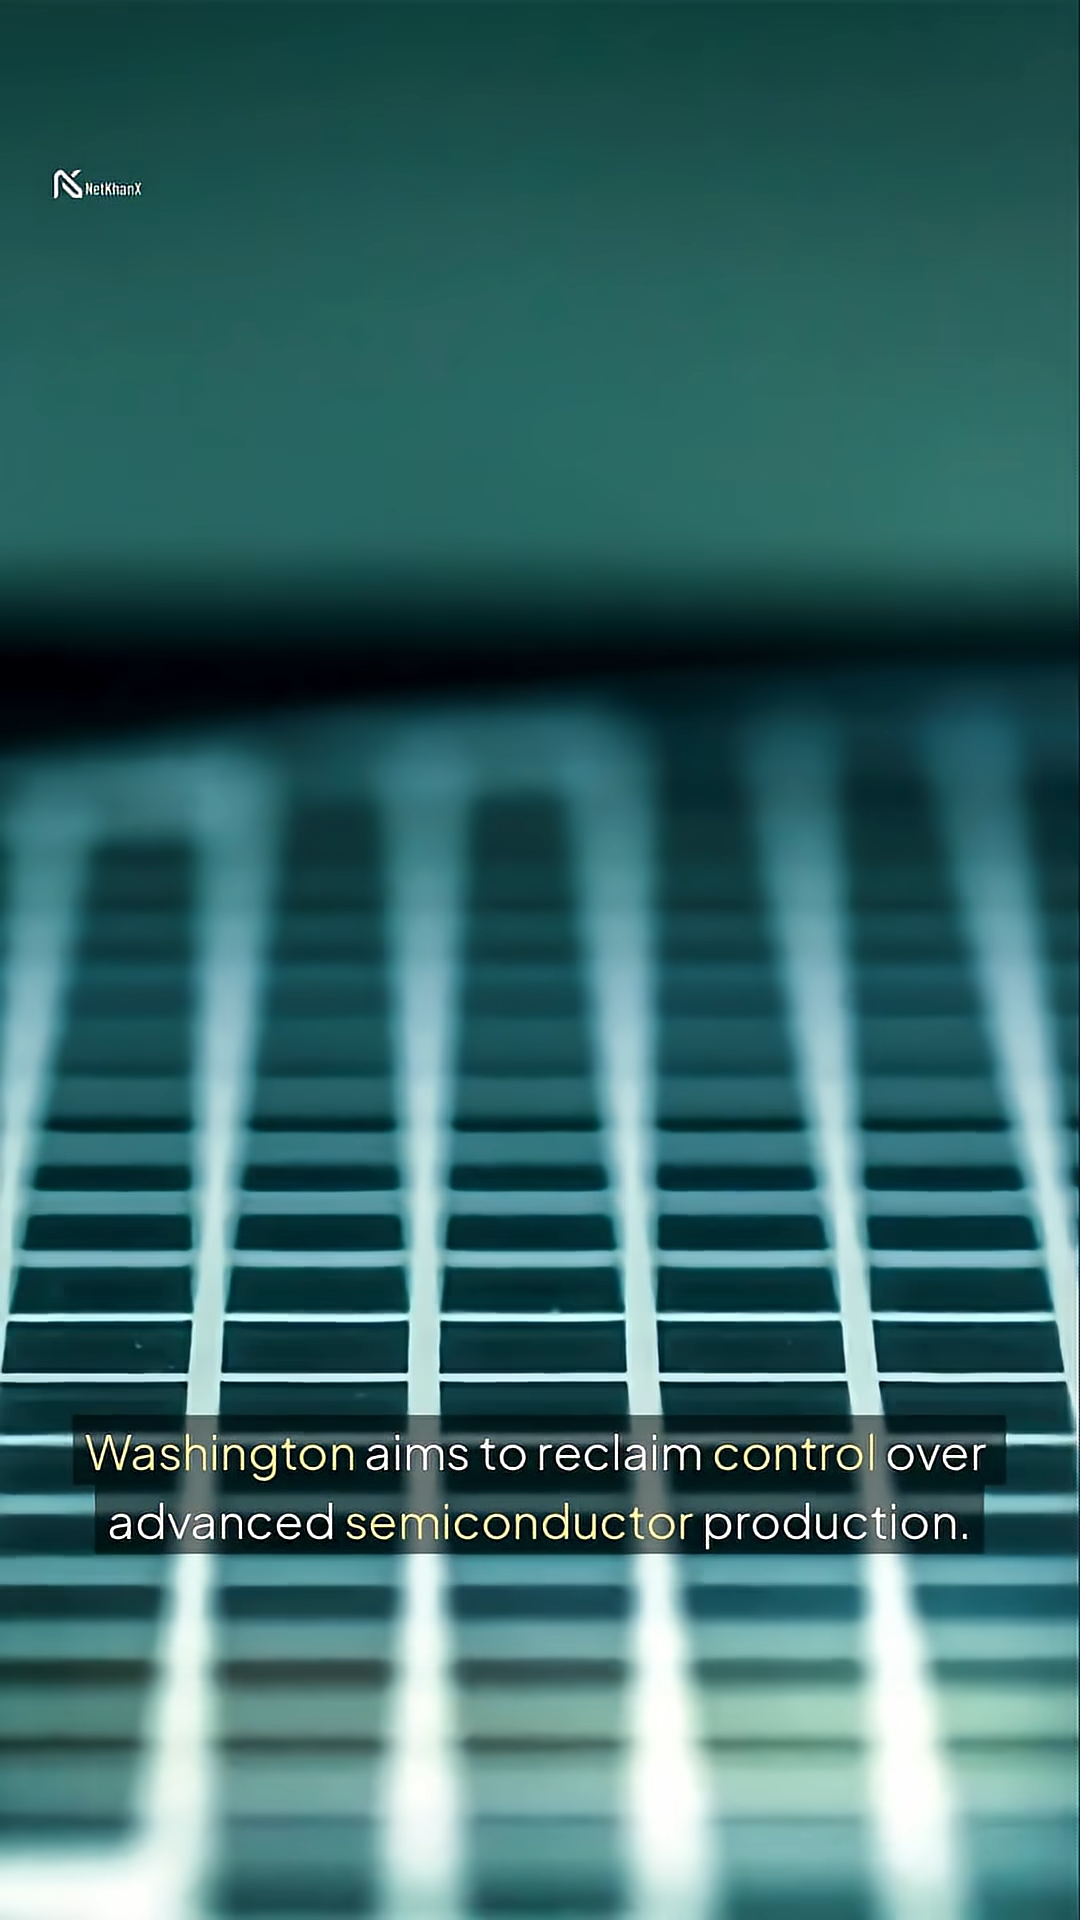 NetKhanX
Washington aims to reclaim control over
advanced semiconductor production.